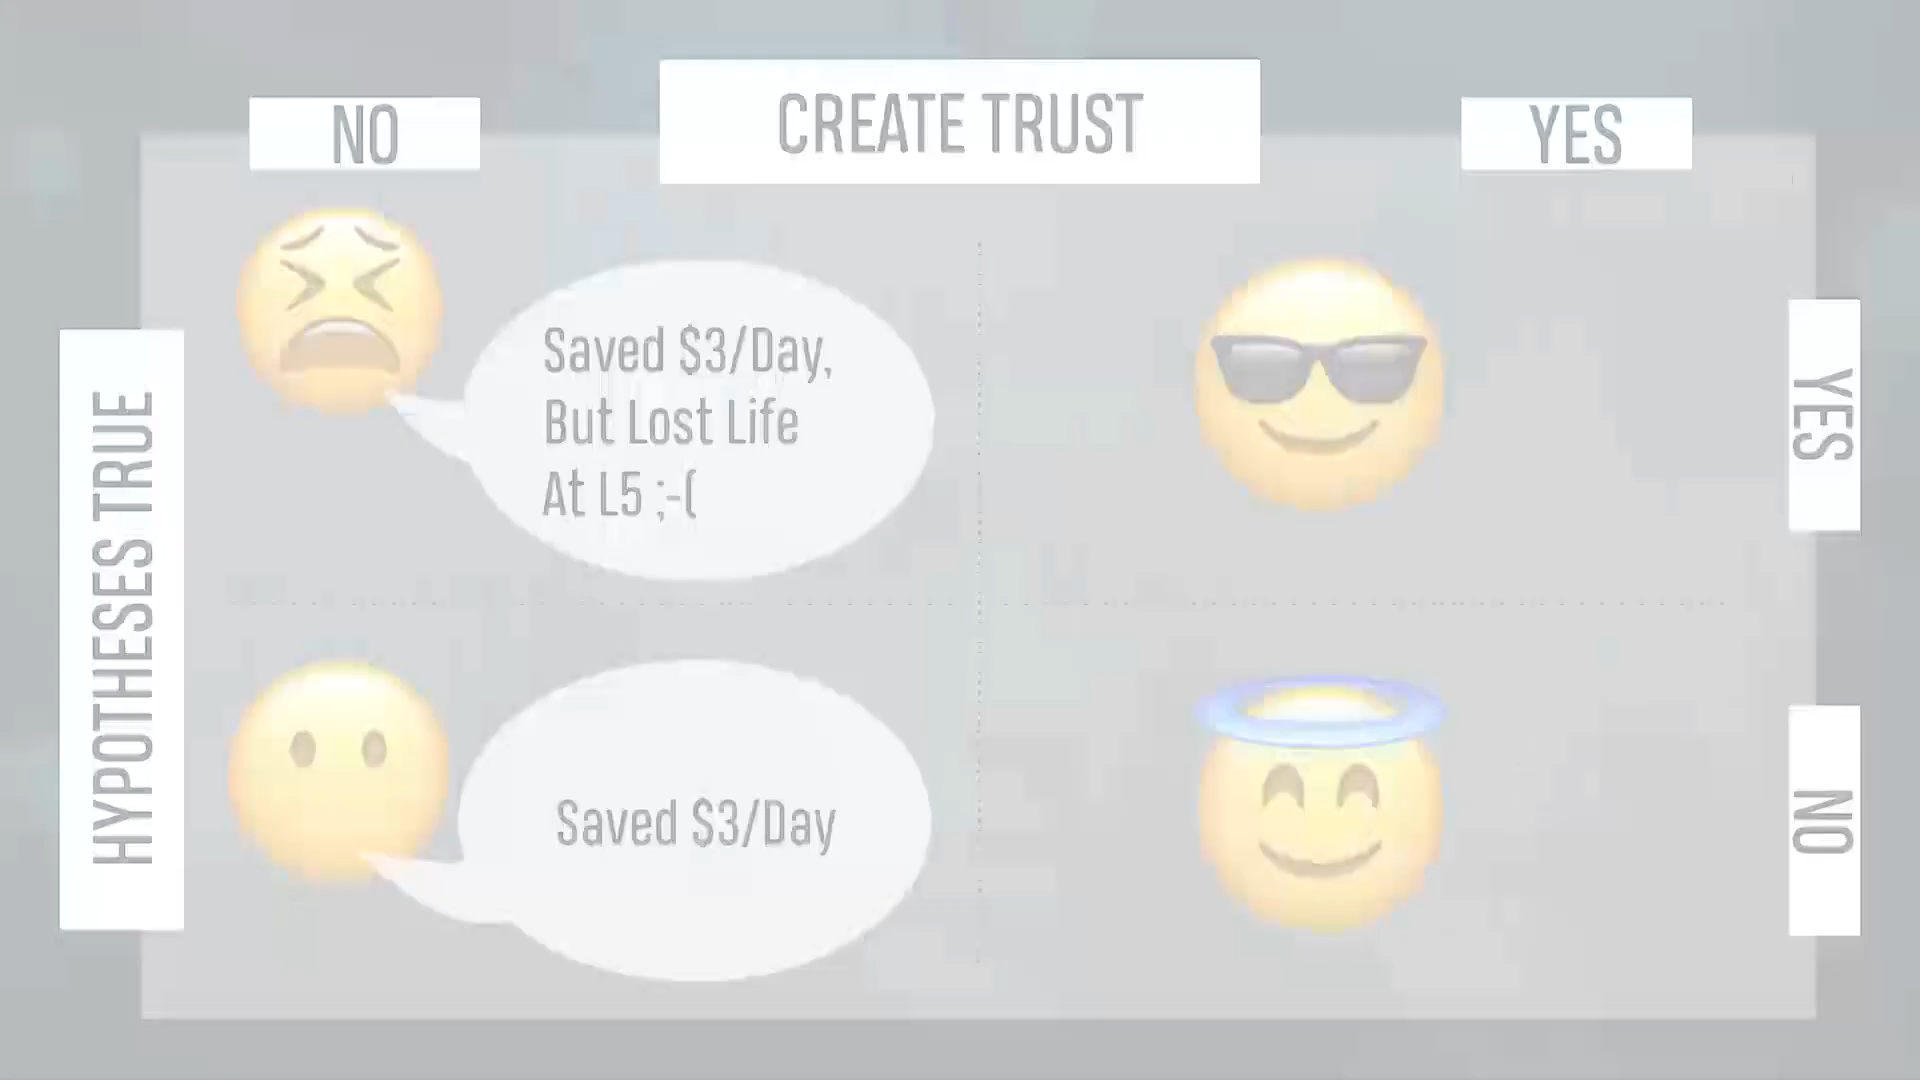 NO
CREATE TRUST
YES
Saved $3/Day,
But Lost Life
At L5 ;-(
YES
HYPOTHESES TRUE
Saved $3/Day
NO